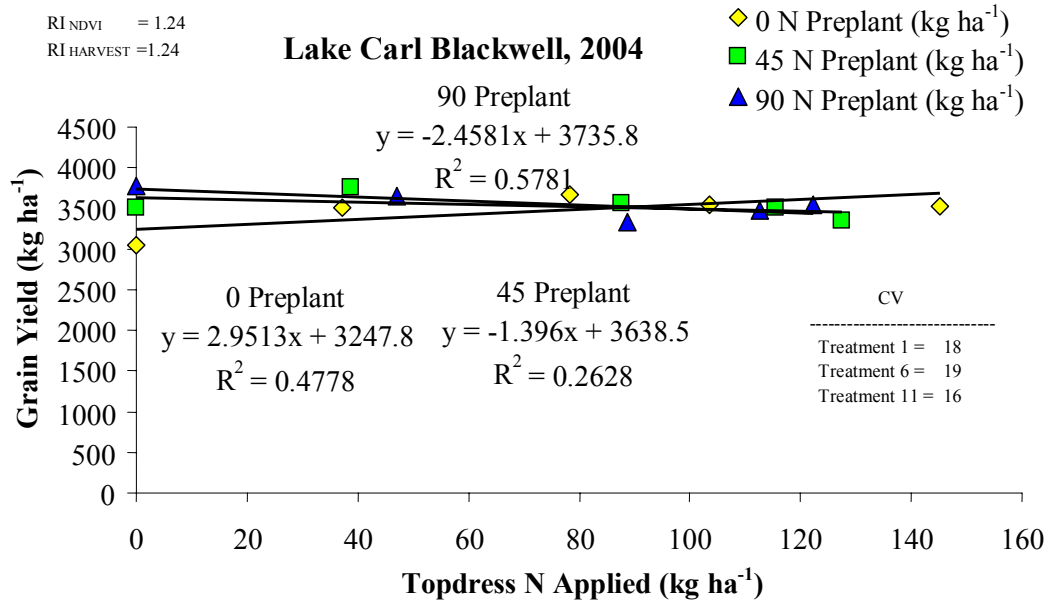 RI NDVI = 1.24
RI HARVEST =1.24
Lake Carl Blackwell, 2004
0 N Preplant (kg ha⁻¹)
45 N Preplant (kg ha⁻¹)
90 N Preplant (kg ha⁻¹)
90 Preplant
y = -2.4581x + 3735.8
R² = 0.5781
0 Preplant
y = 2.9513x + 3247.8
R² = 0.4778
45 Preplant
y = -1.396x + 3638.5
R² = 0.2628
CV
--------------------------------
Treatment 1 = 18
Treatment 6 = 19
Treatment 11 = 16
Grain Yield (kg ha⁻¹)
4500
4000
3500
3000
2500
2000
1500
1000
500
0
0 20 40 60 80 100 120 140 160
Topdress N Applied (kg ha⁻¹)